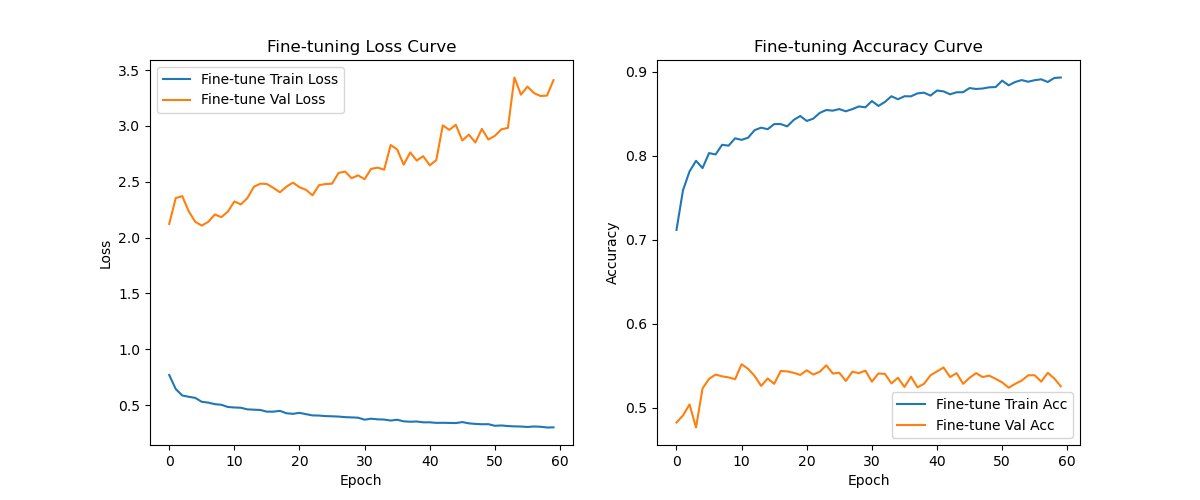 Fine-tuning Loss Curve
3.5
3.0
2.5
2.0
1.5
1.0
0.5
Loss
0 10 20 30 40 50 60
Epoch
Fine-tune Train Loss
Fine-tune Val Loss
Fine-tuning Accuracy Curve
0.9
0.8
0.7
0.6
0.5
Accuracy
0 10 20 30 40 50 60
Epoch
Fine-tune Train Acc
Fine-tune Val Acc